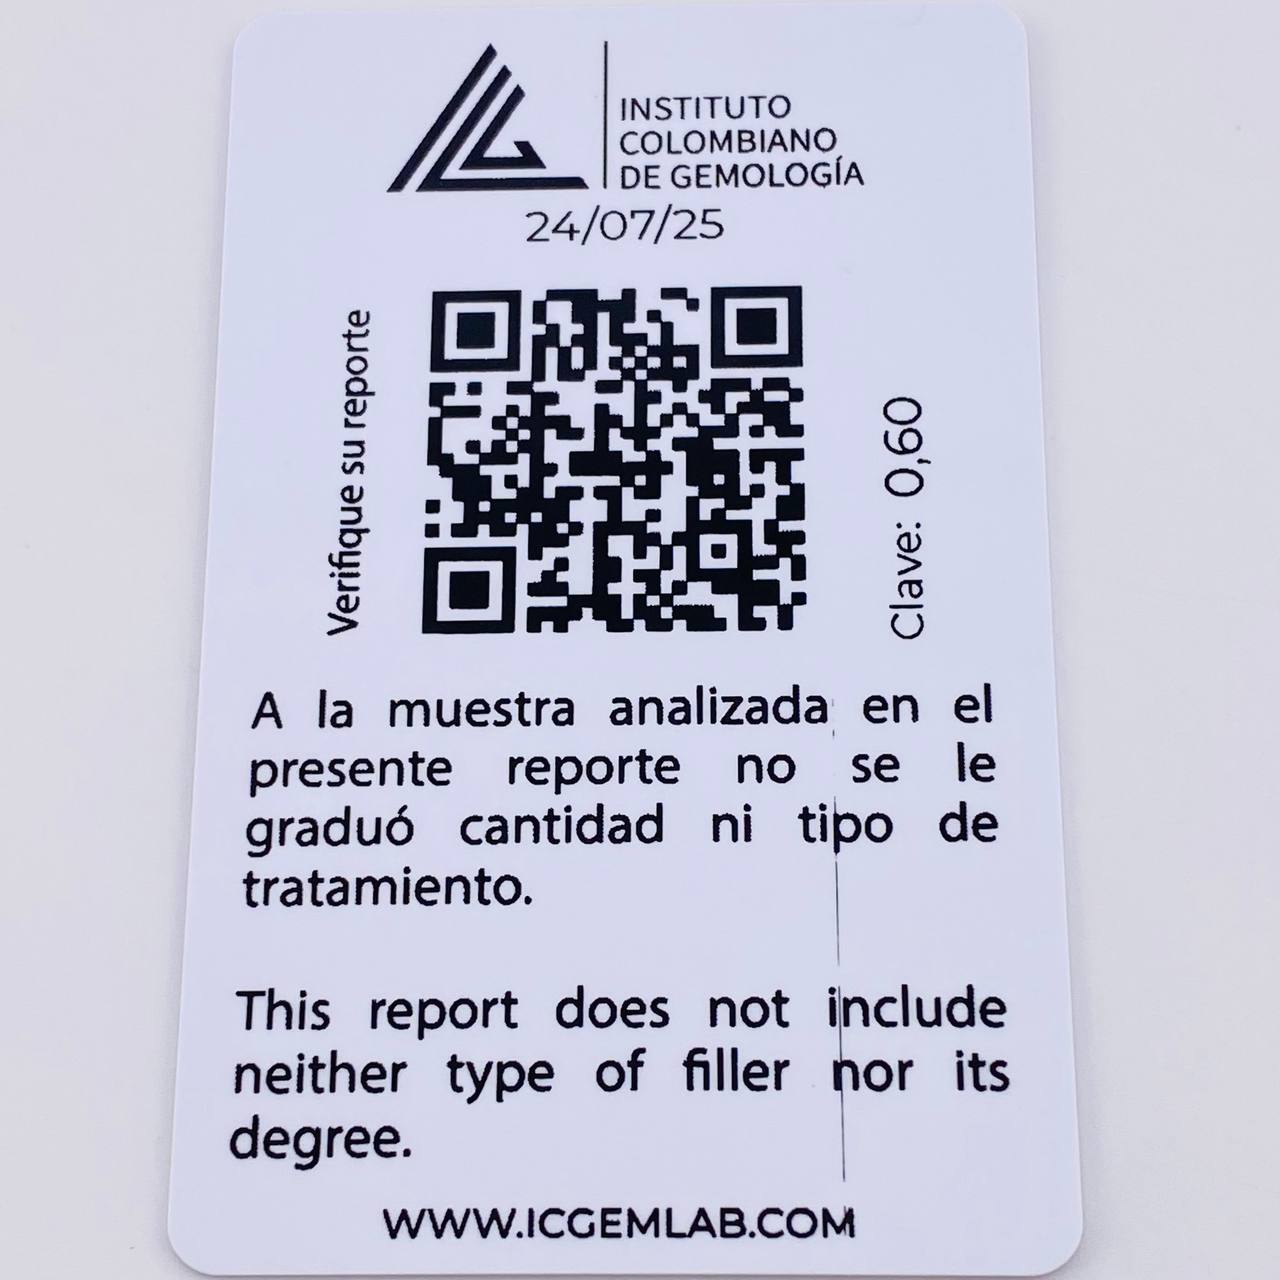 INSTITUTO
COLOMBIANO
DE GEMOLOGÍA
24/07/25
Verifique su reporte
Clave: 0,60
A la muestra analizada en el
presente reporte no se le
graduó cantidad ni tipo de
tratamiento.
This report does not include
neither type of filler nor its
degree.
WWW.ICGEMLAB.COM